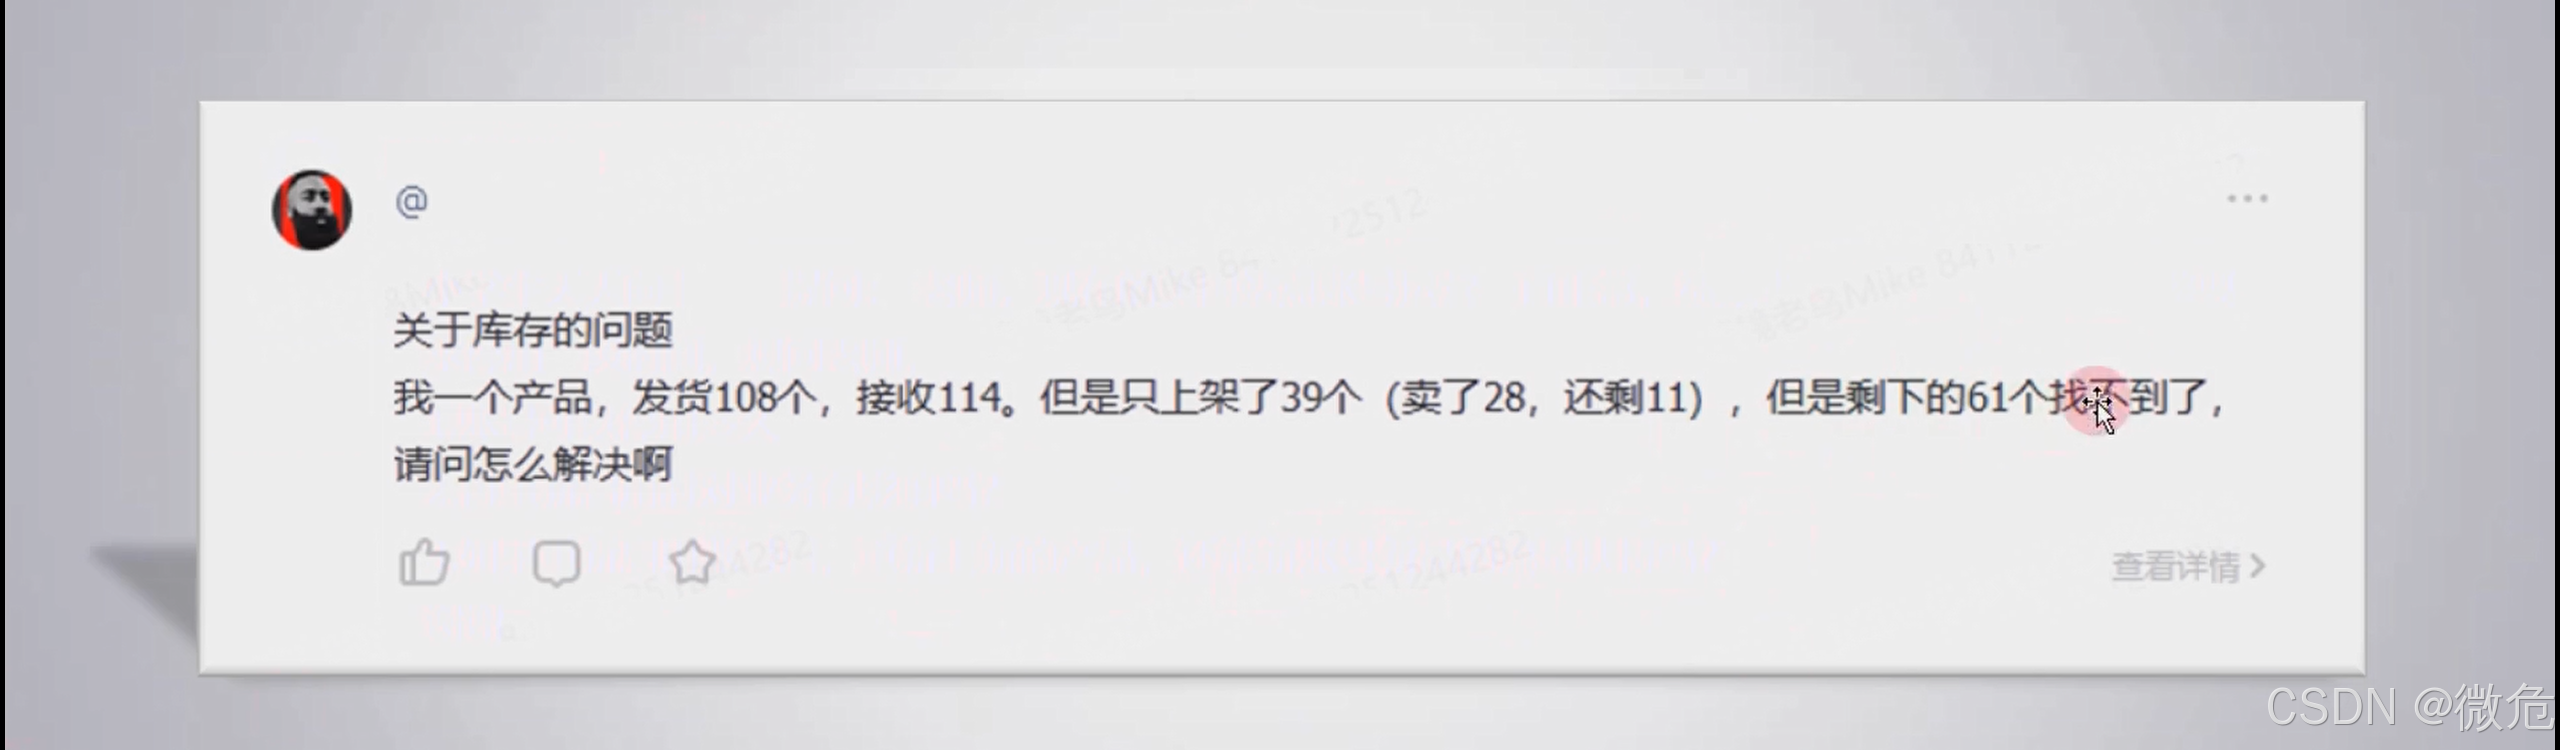 @
关于库存的问题
我一个产品，发货108个，接收114。但是只上架了39个（卖了28，还剩11），但是剩下的61个找不到了，
请问怎么解决啊
查看详情
CSDN @微危